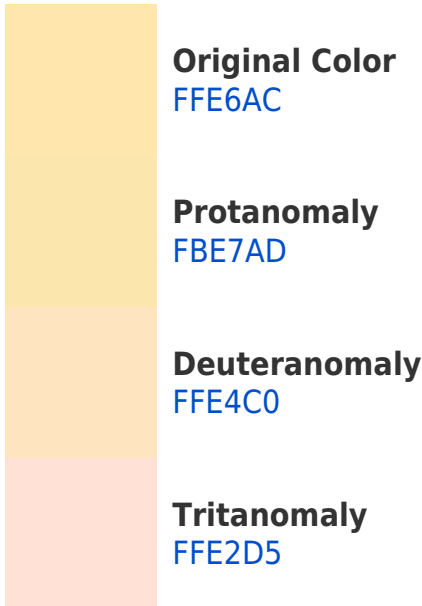 Original Color
FFE6AC
Protanomaly
FBE7AD
Deuteranomaly
FFE4C0
Tritanomaly
FFE2D5